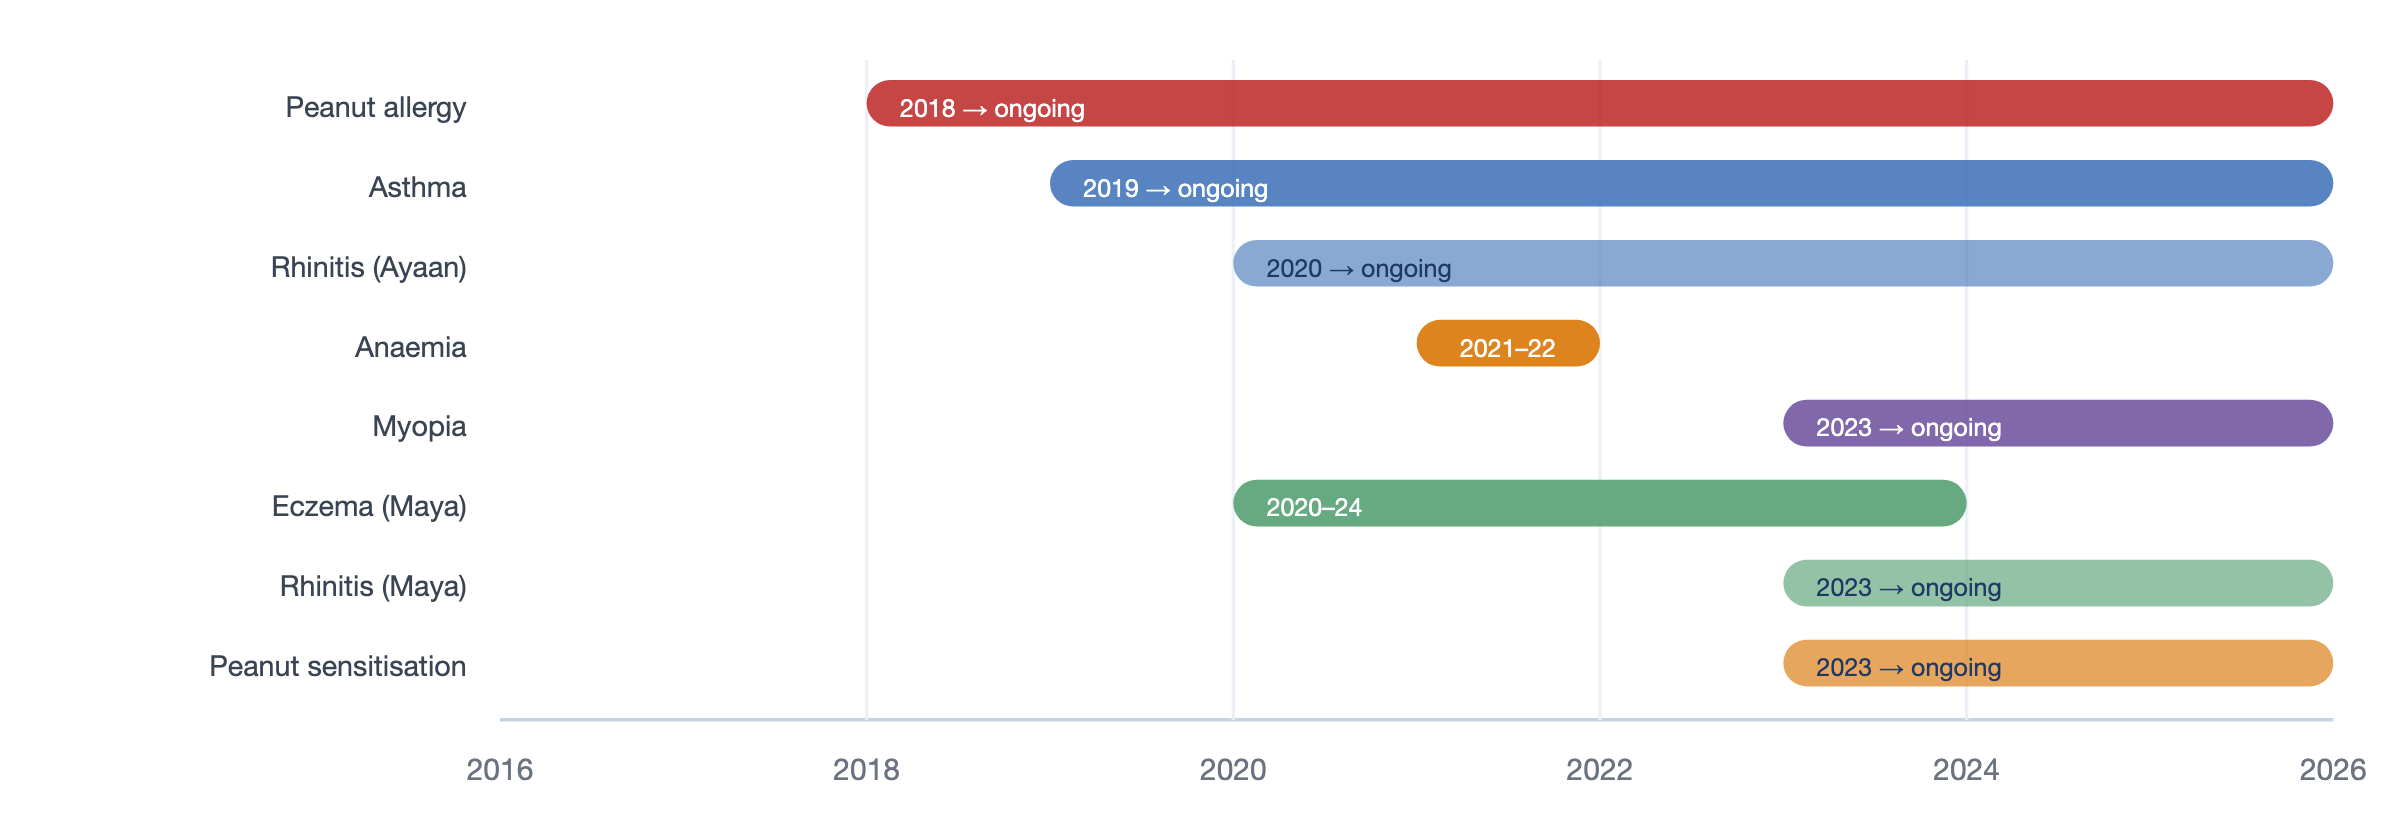 Peanut allergy
2018 → ongoing
Asthma
2019 → ongoing
Rhinitis (Ayaan)
2020 → ongoing
Anaemia
2021–22
Myopia
2023 → ongoing
Eczema (Maya)
2020–24
Rhinitis (Maya)
2023 → ongoing
Peanut sensitisation
2023 → ongoing
2016 2018 2020 2022 2024 2026